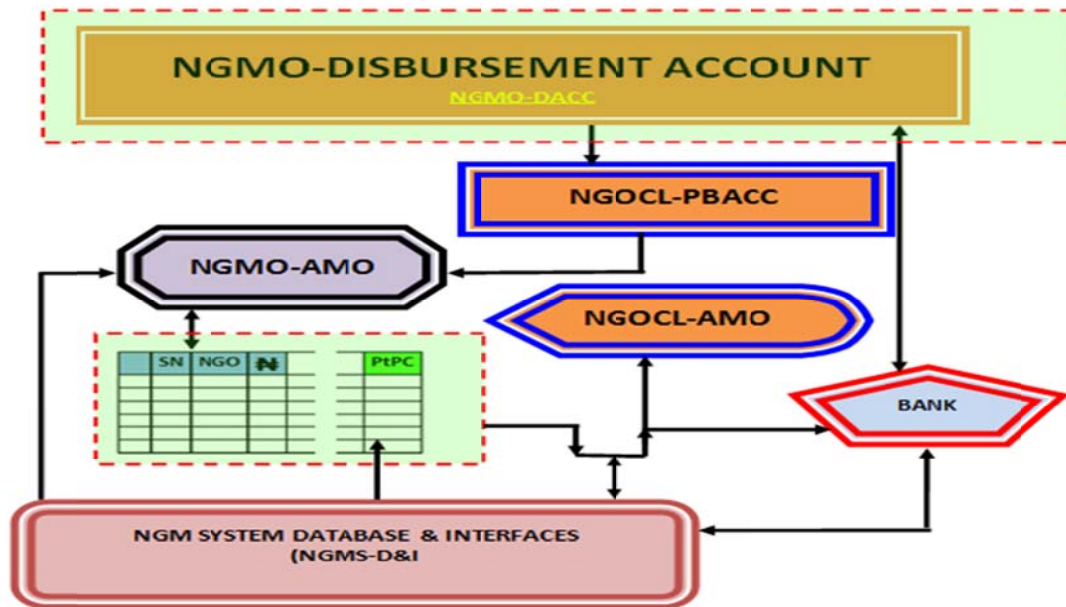 NGMO-DISBURSEMENT ACCOUNT
NGMO-DACC
NGOCL-PBACC
NGMO-AMO
NGOCL-AMO
SN NGO ₦ PtPC
BANK
NGM SYSTEM DATABASE & INTERFACES
(NGMS-D&I